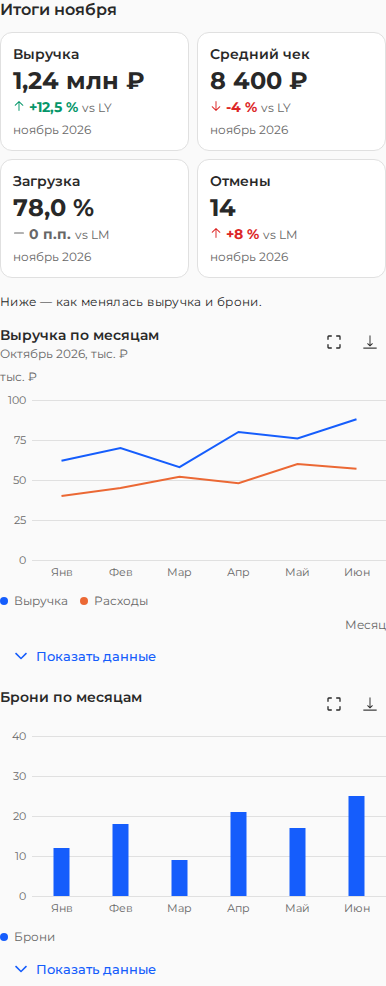 Итоги ноября
Выручка
1,24 млн ₽
↑ +12,5 % vs LY
ноябрь 2026
Средний чек
8 400 ₽
↓ -4 % vs LY
ноябрь 2026
Загрузка
78,0 %
— 0 п.п. vs LM
ноябрь 2026
Отмены
14
↑ +8 % vs LM
ноябрь 2026
Ниже — как менялась выручка и брони.
Выручка по месяцам
Октябрь 2026, тыс. ₽
тыс. ₽
100
75
50
25
0
Янв Фев Мар Апр Май Июн
Выручка Расходы
Месяц
Показать данные
Брони по месяцам
40
30
20
10
0
Янв Фев Мар Апр Май Июн
Брони
Показать данные